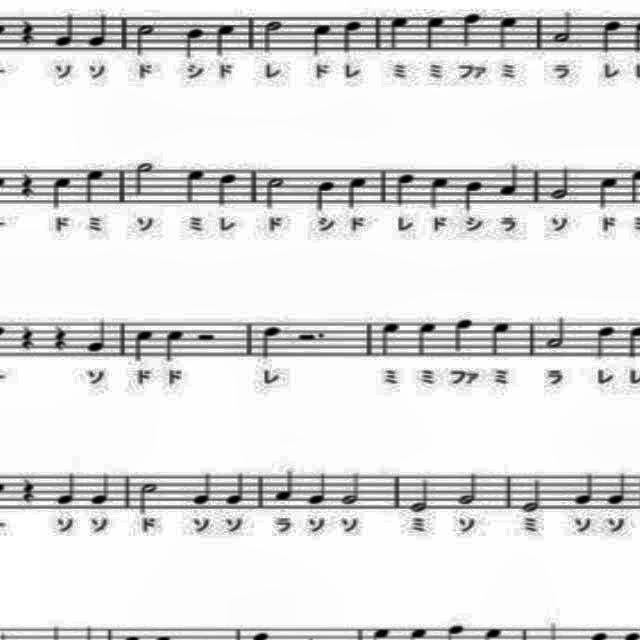 ー ソ ソ ド シ ド レ ド レ ミ ミ ファ ミ ラ レ
ー ド ミ ソ ミ レ ド シ ド レ ド シ ラ ソ ド
ー ソ ド ド レ ミ ミ ファ ミ ラ レ
ー ソ ソ ド ソ ソ ラ ソ ソ ミ ソ ミ ソ ソ